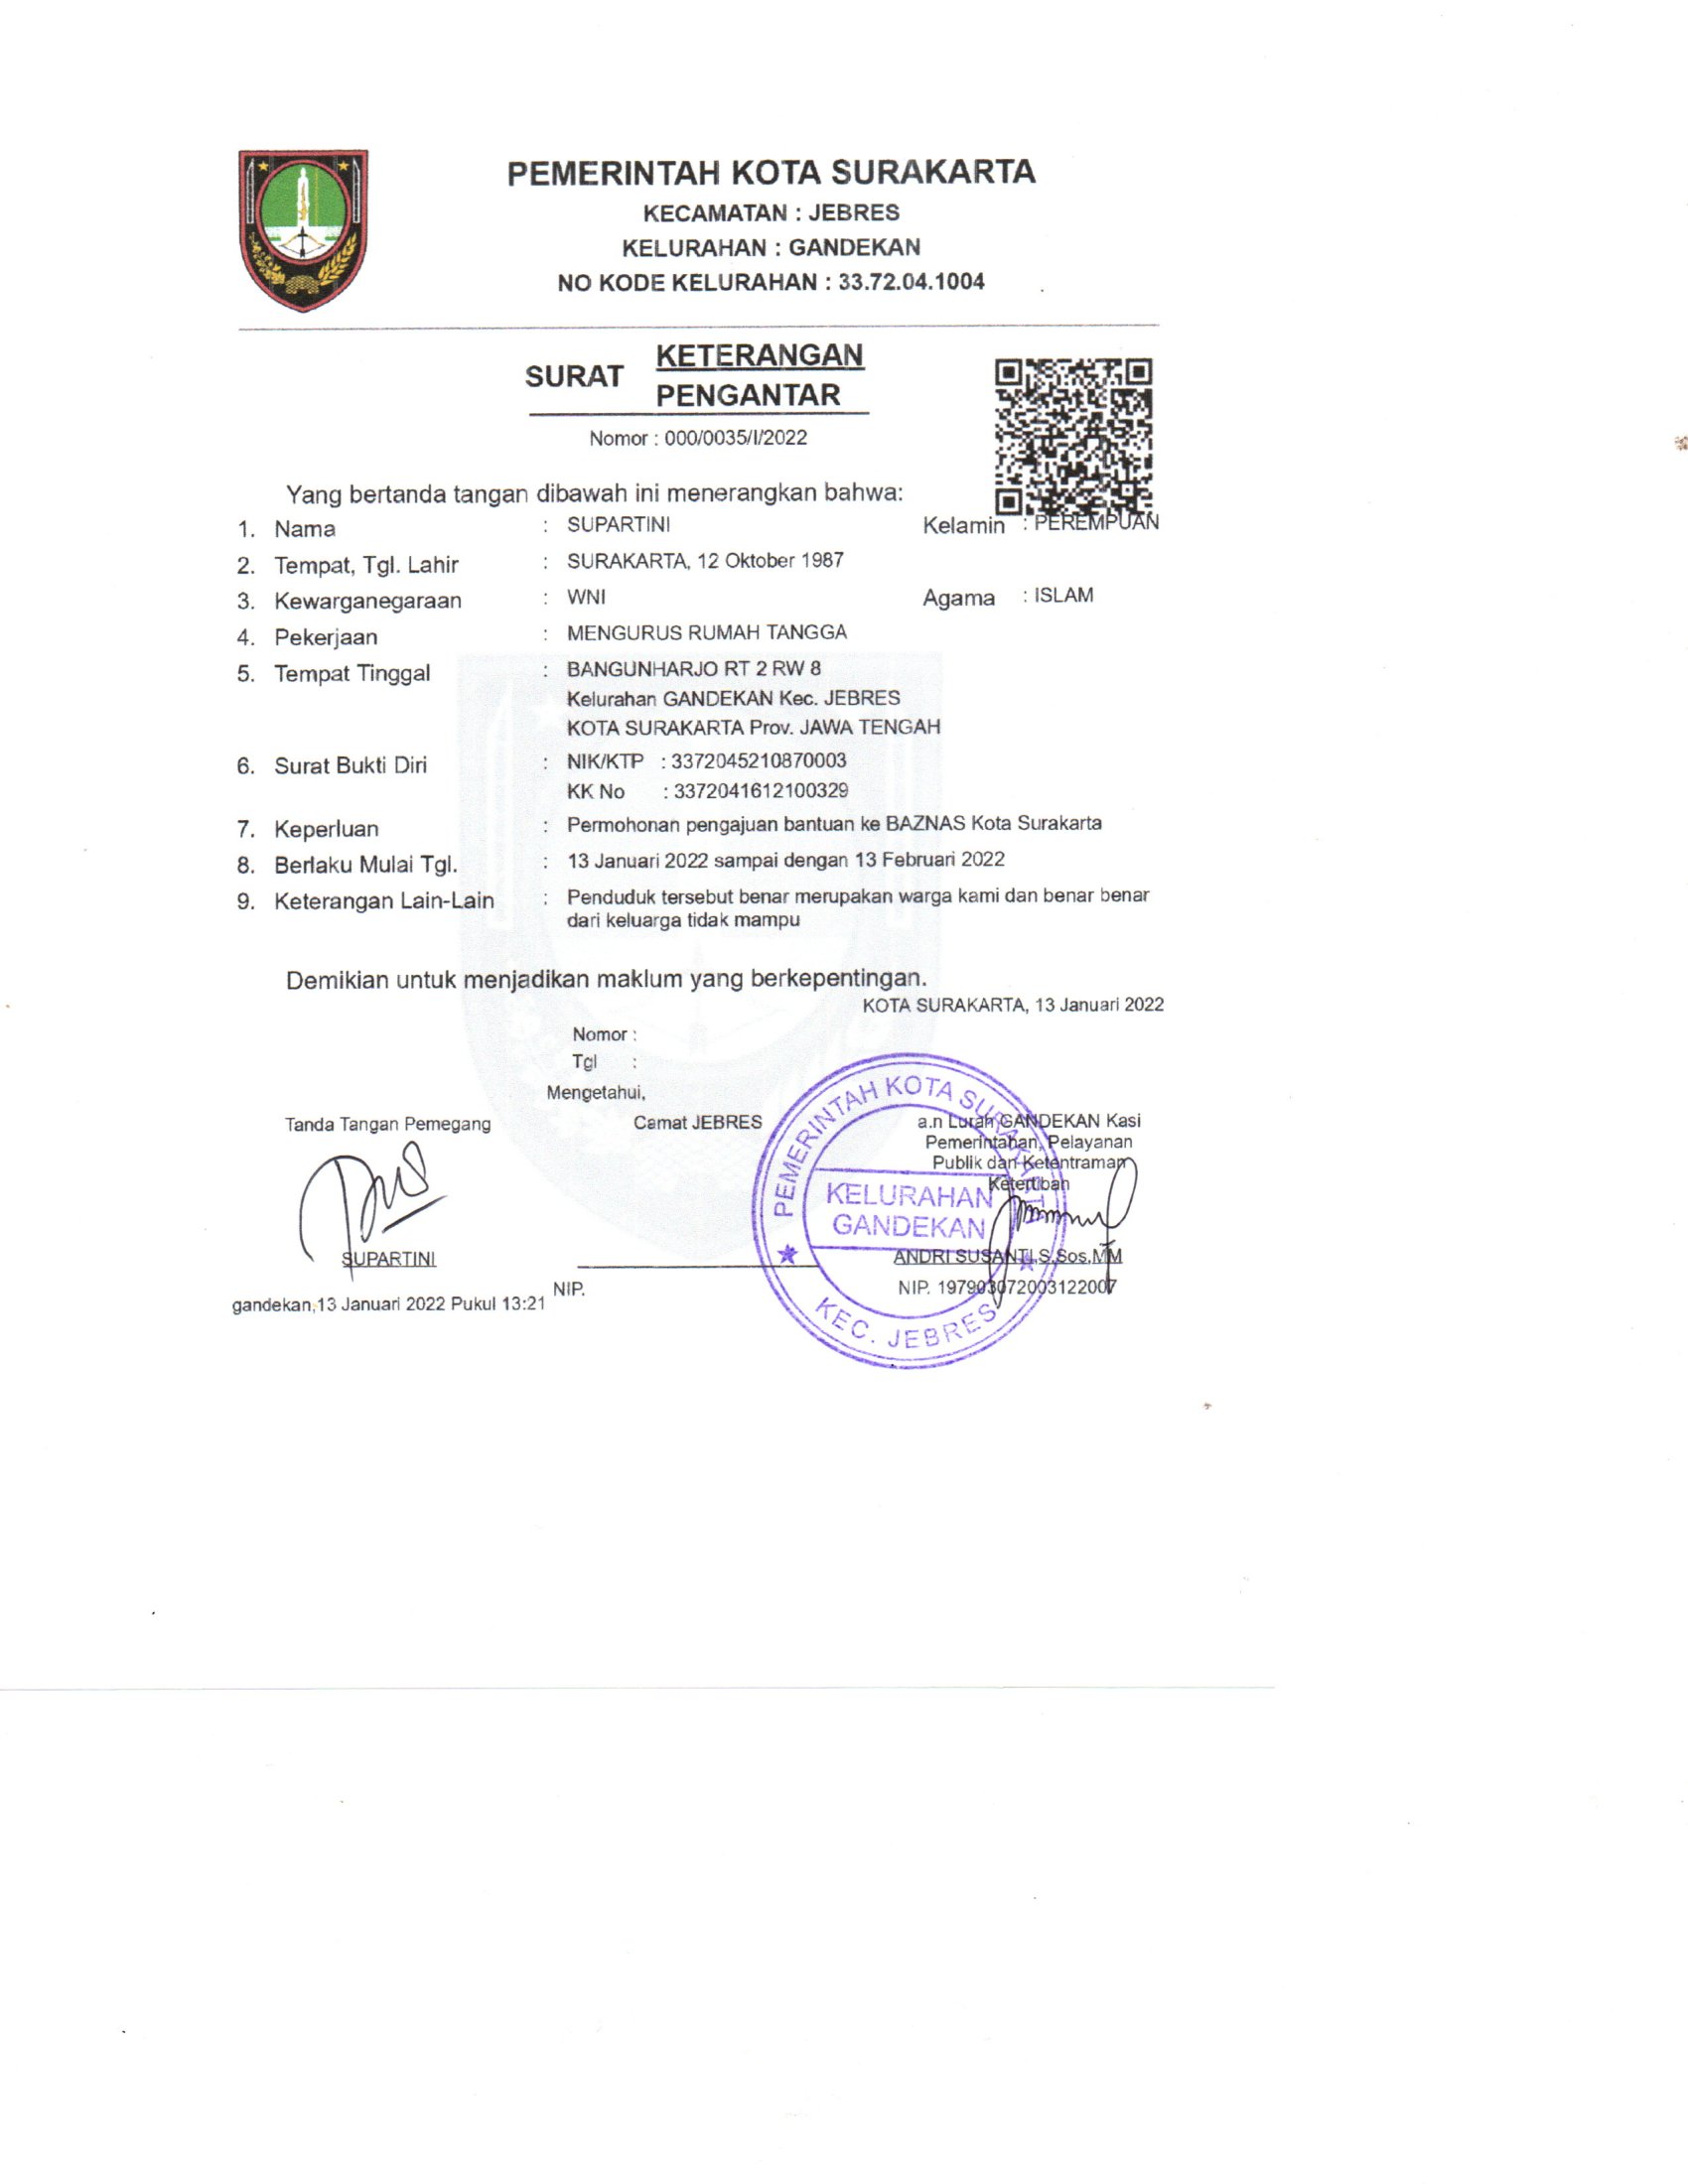 PEMERINTAH KOTA SURAKARTA
KECAMATAN : JEBRES
KELURAHAN : GANDEKAN
NO KODE KELURAHAN : 33.72.04.1004
SURAT KETERANGAN
PENGANTAR
Nomor : 000/0035/I/2022
Yang bertanda tangan dibawah ini menerangkan bahwa:
1. Nama : SUPARTINI Kelamin : PEREMPUAN
2. Tempat, Tgl. Lahir : SURAKARTA, 12 Oktober 1987
3. Kewarganegaraan : WNI Agama : ISLAM
4. Pekerjaan : MENGURUS RUMAH TANGGA
5. Tempat Tinggal : BANGUNHARJO RT 2 RW 8
Kelurahan GANDEKAN Kec. JEBRES
KOTA SURAKARTA Prov. JAWA TENGAH
6. Surat Bukti Diri : NIK/KTP : 3372045210870003
KK No : 3372041612100329
7. Keperluan : Permohonan pengajuan bantuan ke BAZNAS Kota Surakarta
8. Berlaku Mulai Tgl. : 13 Januari 2022 sampai dengan 13 Februari 2022
9. Keterangan Lain-Lain : Penduduk tersebut benar merupakan warga kami dan benar benar
dari keluarga tidak mampu
Demikian untuk menjadikan maklum yang berkepentingan.
KOTA SURAKARTA, 13 Januari 2022
Nomor :
Tgl :
Mengetahui,
Tanda Tangan Pemegang
Camat JEBRES
a.n Lurah GANDEKAN Kasi
Pemerintahan, Pelayanan
Publik dan Ketentraman
Ketertiban
PEMERINTAH KOTA SURAKARTA
KELURAHAN
GANDEKAN
KEC. JEBRES
SUPARTINI
ANDRI SUSANTI,S,Sos,MM
NIP.
NIP. 197903072003122007
gandekan,13 Januari 2022 Pukul 13:21